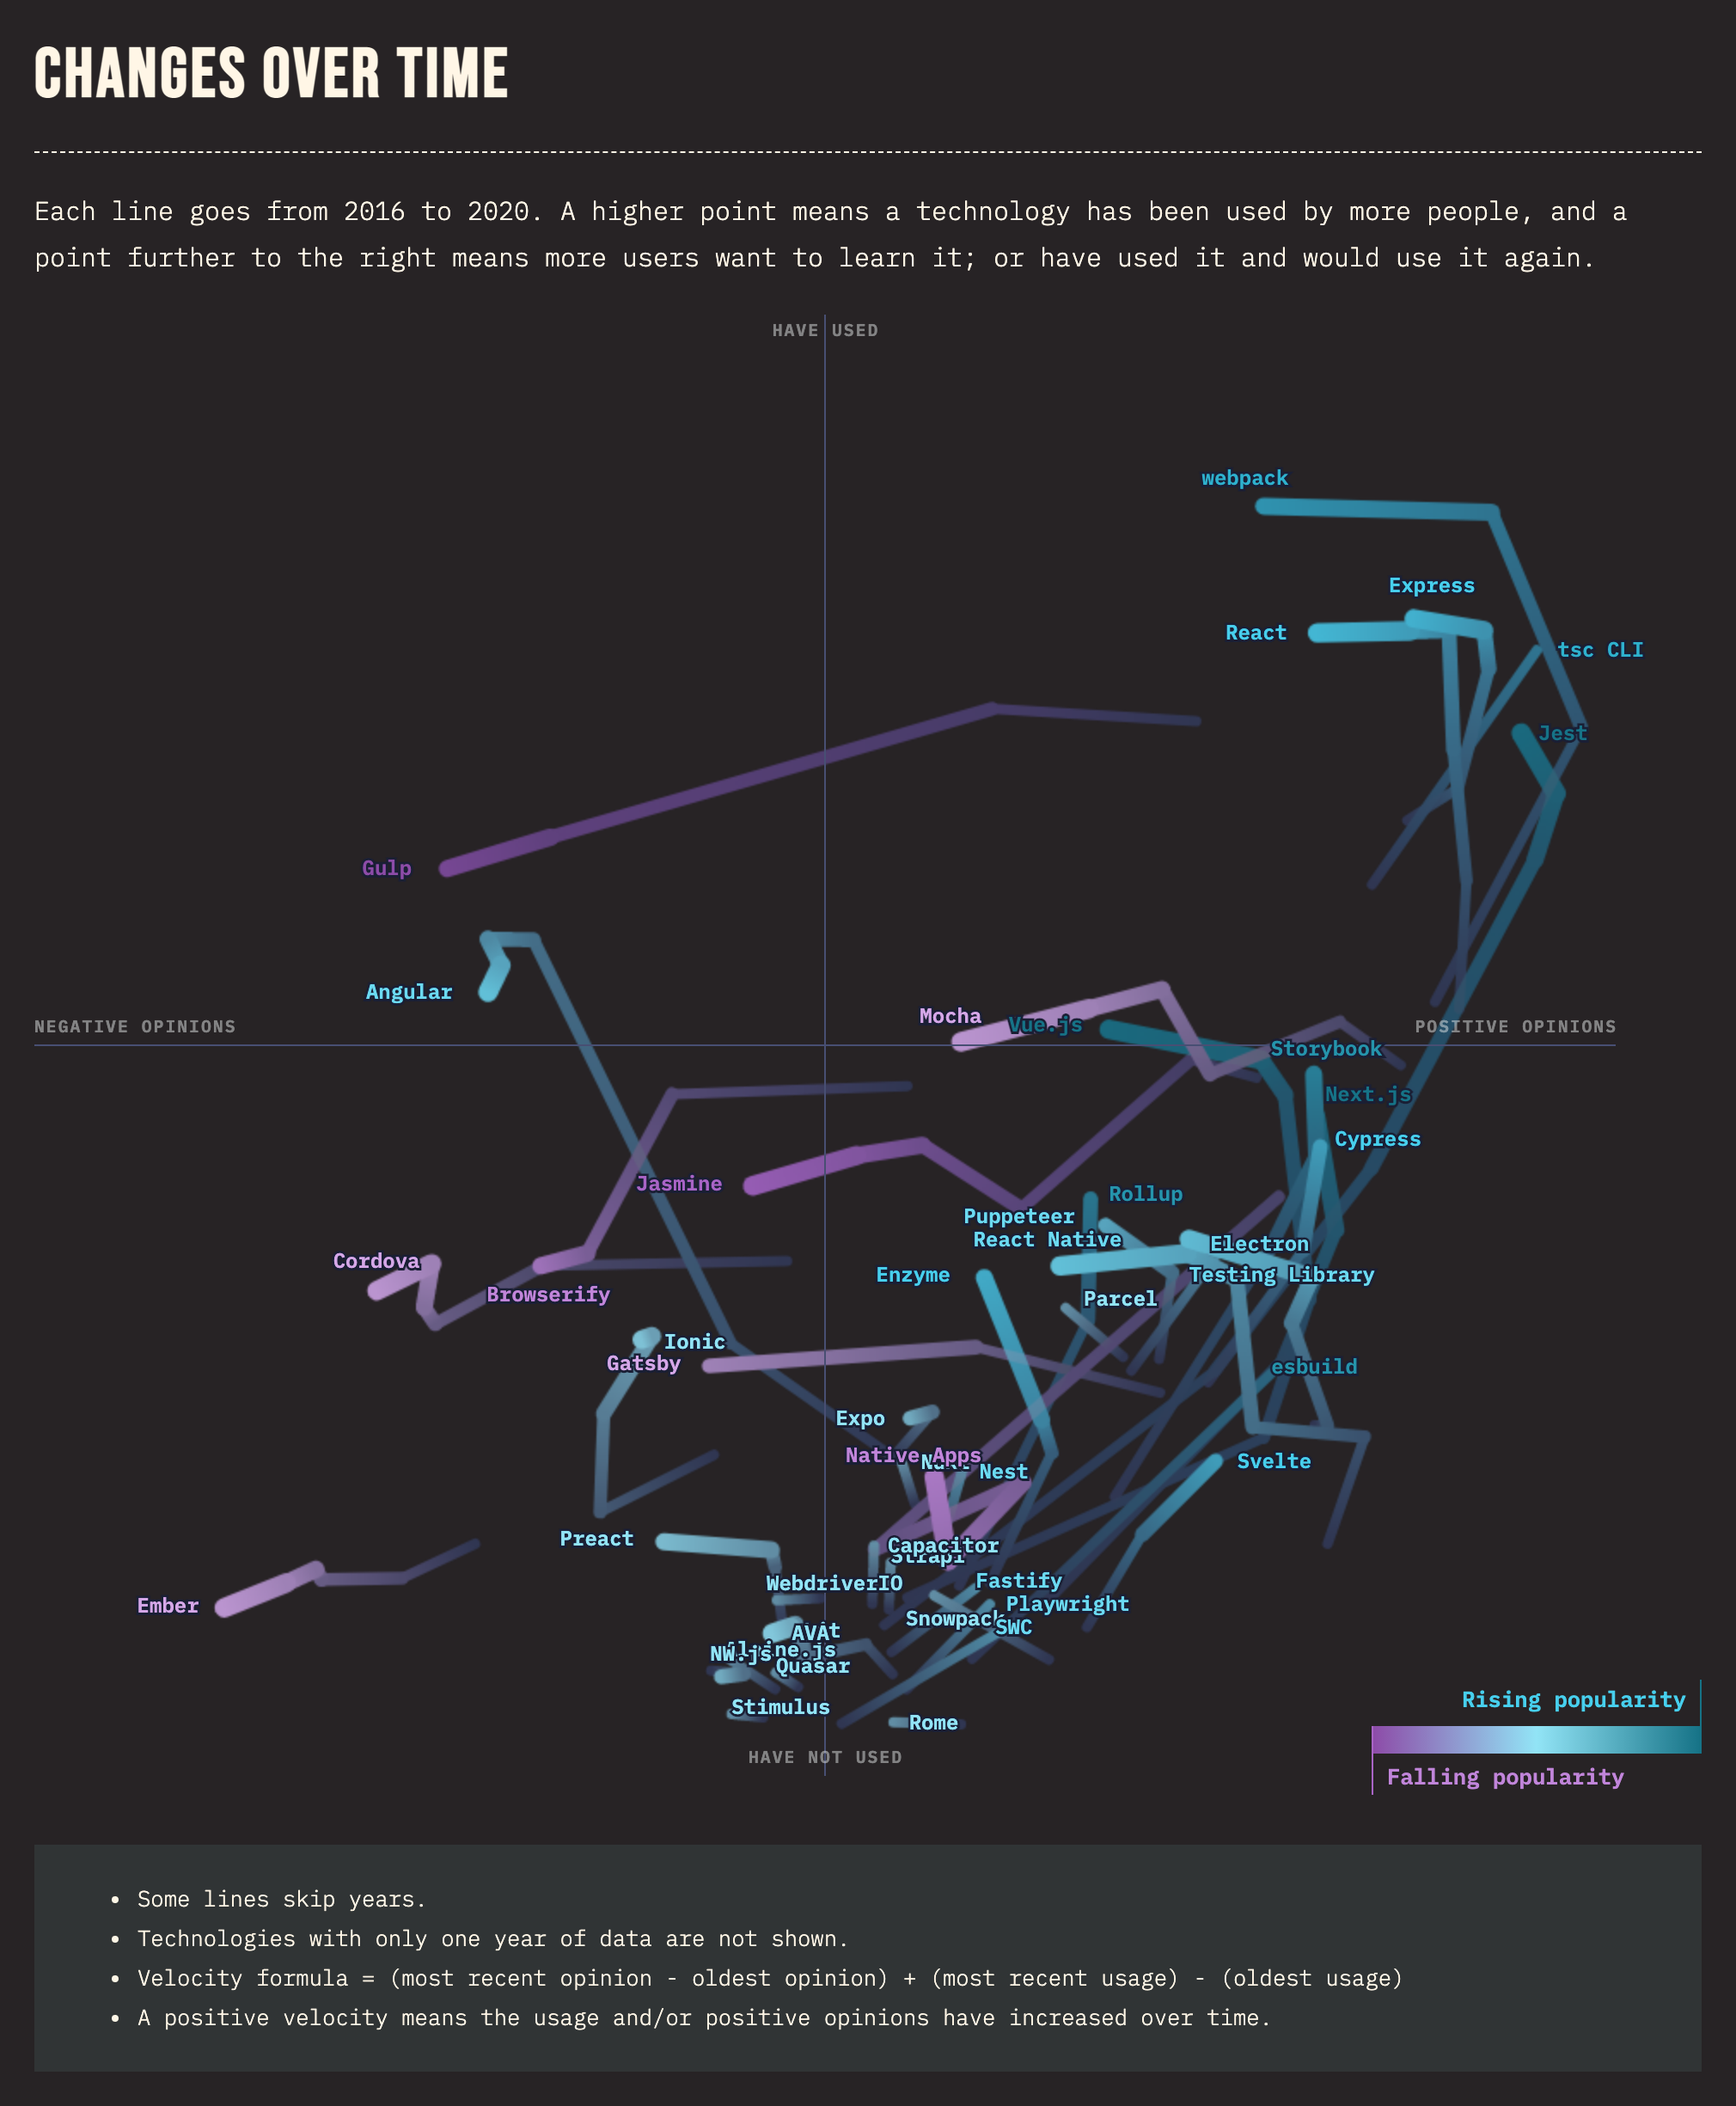 CHANGES OVER TIME
Each line goes from 2016 to 2020. A higher point means a technology has been used by more people, and a
point further to the right means more users want to learn it; or have used it and would use it again.
HAVE USED
webpack
Express
React
tsc CLI
Jest
Gulp
Angular
Mocha
Vue.js
NEGATIVE OPINIONS
POSITIVE OPINIONS
Storybook
Next.js
Cypress
Jasmine
Rollup
Puppeteer
React Native
Electron
Cordova
Enzyme
Testing Library
Browserify
Parcel
Ionic
Gatsby
esbuild
Expo
Native Apps
Svelte
Nest
Preact
Capacitor
Strapi
WebdriverIO
Fastify
Ember
Playwright
Snowpack
SWC
AVA
NW.js
Quasar
Stimulus
Rome
HAVE NOT USED
Rising popularity
Falling popularity
• Some lines skip years.
• Technologies with only one year of data are not shown.
• Velocity formula = (most recent opinion - oldest opinion) + (most recent usage) - (oldest usage)
• A positive velocity means the usage and/or positive opinions have increased over time.